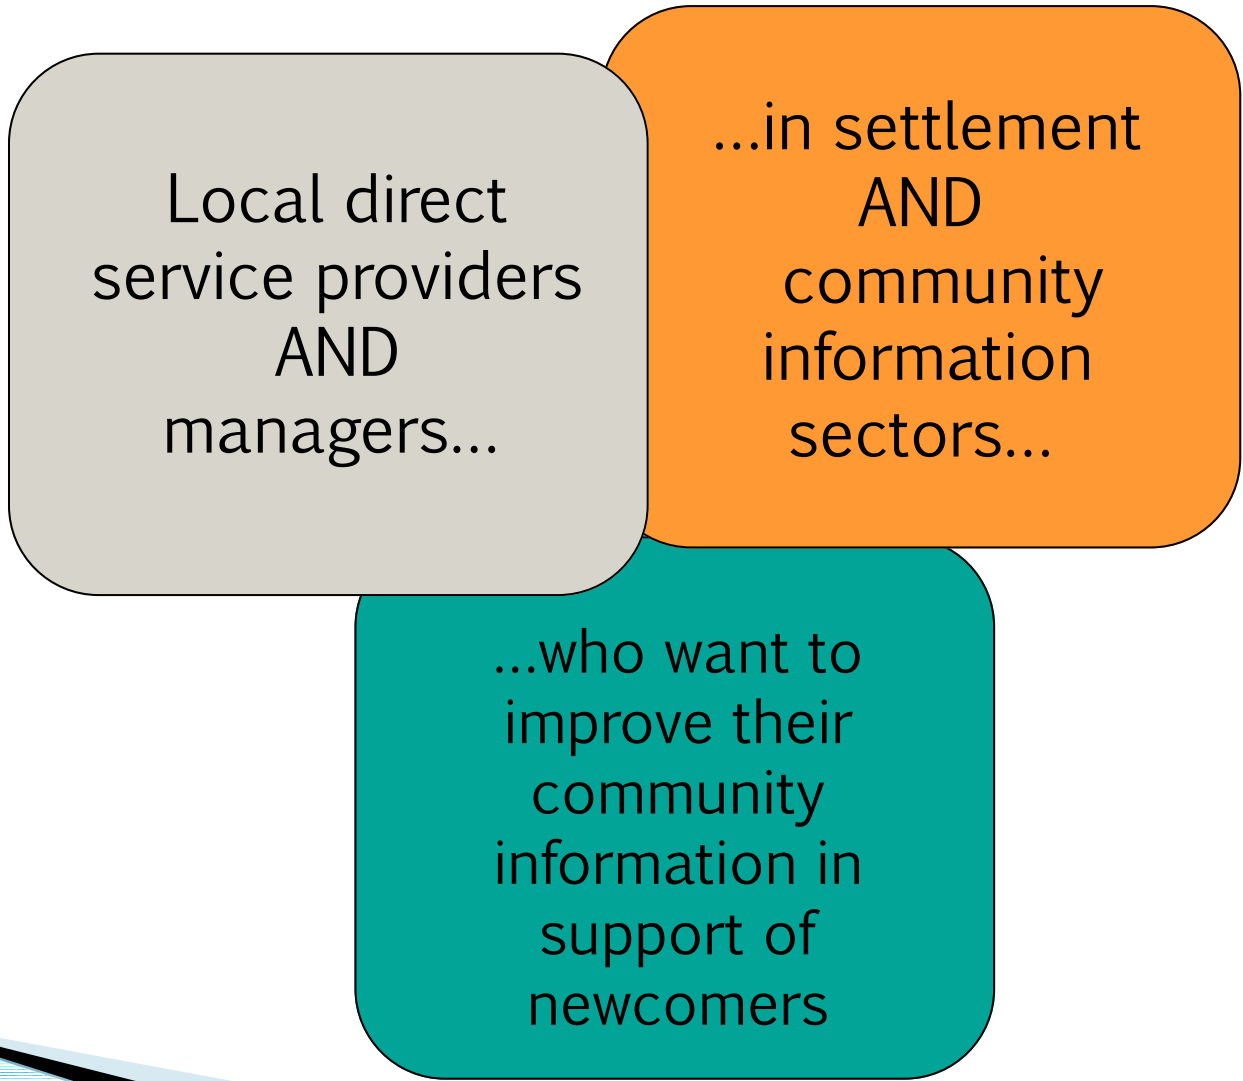 Local direct
service providers
AND
managers...
...in settlement
AND
community
information
sectors...
...who want to
improve their
community
information in
support of
newcomers